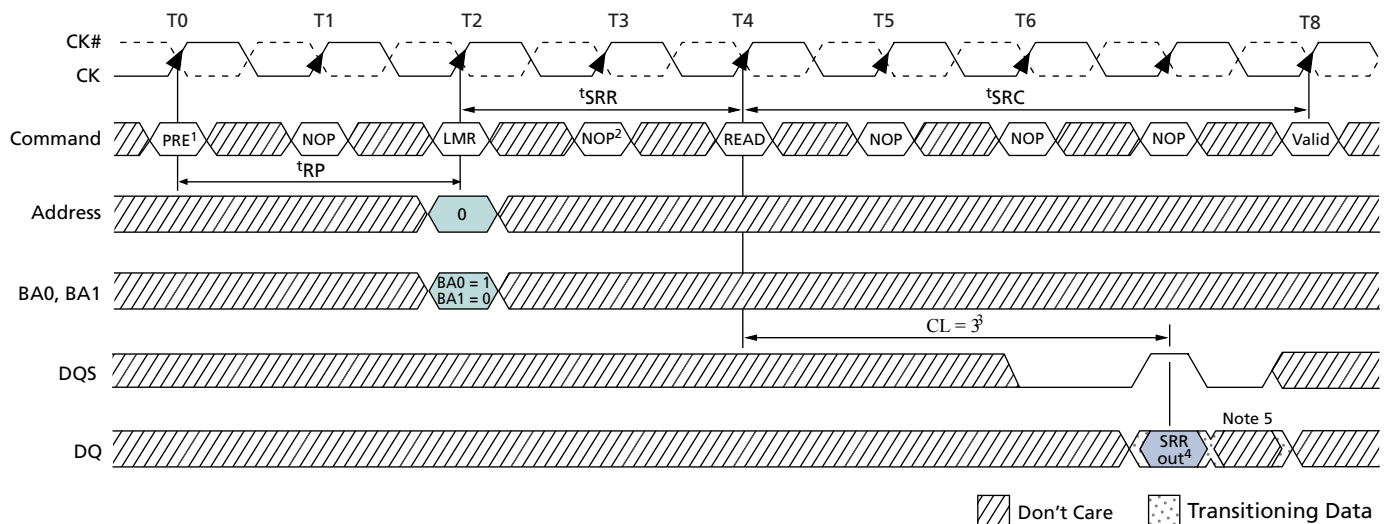 T0 T1 T2 T3 T4 T5 T6 T8
CK#
CK
tSRR tSRC
Command PRE1 NOP LMR NOP2 READ NOP NOP NOP Valid
tRP
Address 0
BA0, BA1 BA0 = 1
BA1 = 0
CL = 33
DQS
Note 5
DQ SRR
out4
Don't Care Transitioning Data